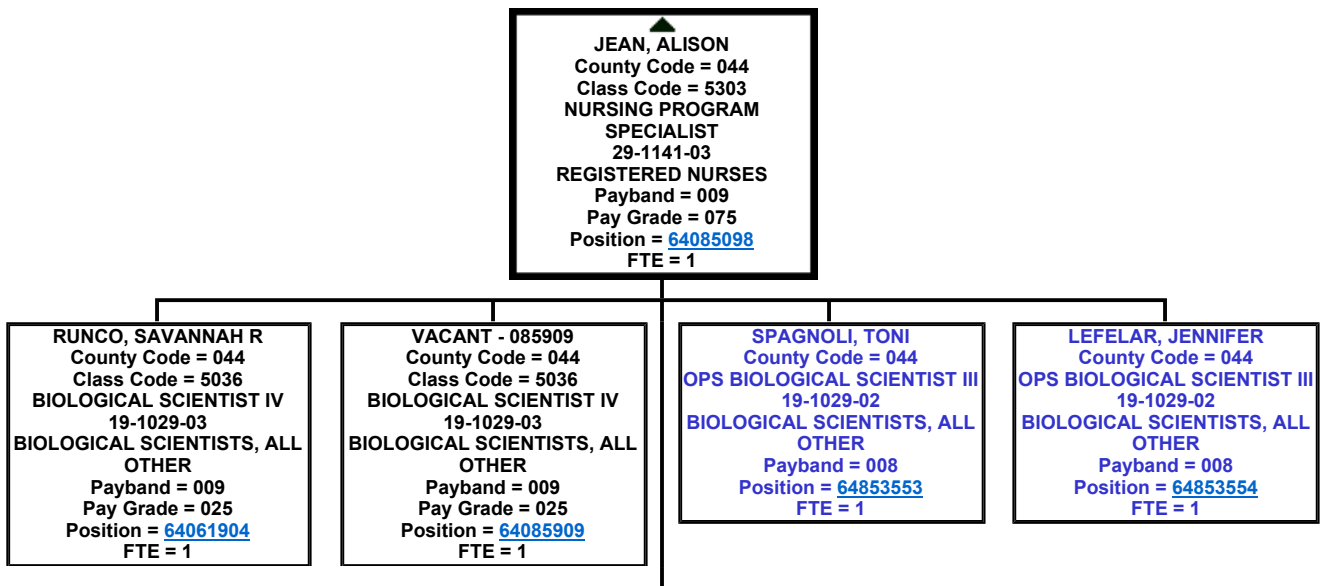 JEAN, ALISON
County Code = 044
Class Code = 5303
NURSING PROGRAM
SPECIALIST
29-1141-03
REGISTERED NURSES
Payband = 009
Pay Grade = 075
Position = 64085098
FTE = 1
RUNCO, SAVANNAH R
County Code = 044
Class Code = 5036
BIOLOGICAL SCIENTIST IV
19-1029-03
BIOLOGICAL SCIENTISTS, ALL
OTHER
Payband = 009
Pay Grade = 025
Position = 64061904
FTE = 1
VACANT - 085909
County Code = 044
Class Code = 5036
BIOLOGICAL SCIENTIST IV
19-1029-03
BIOLOGICAL SCIENTISTS, ALL
OTHER
Payband = 009
Pay Grade = 025
Position = 64085909
FTE = 1
SPAGNOLI, TONI
County Code = 044
OPS BIOLOGICAL SCIENTIST III
19-1029-02
BIOLOGICAL SCIENTISTS, ALL
OTHER
Payband = 008
Position = 64853553
FTE = 1
LEFELAR, JENNIFER
County Code = 044
OPS BIOLOGICAL SCIENTIST III
19-1029-02
BIOLOGICAL SCIENTISTS, ALL
OTHER
Payband = 008
Position = 64853554
FTE = 1